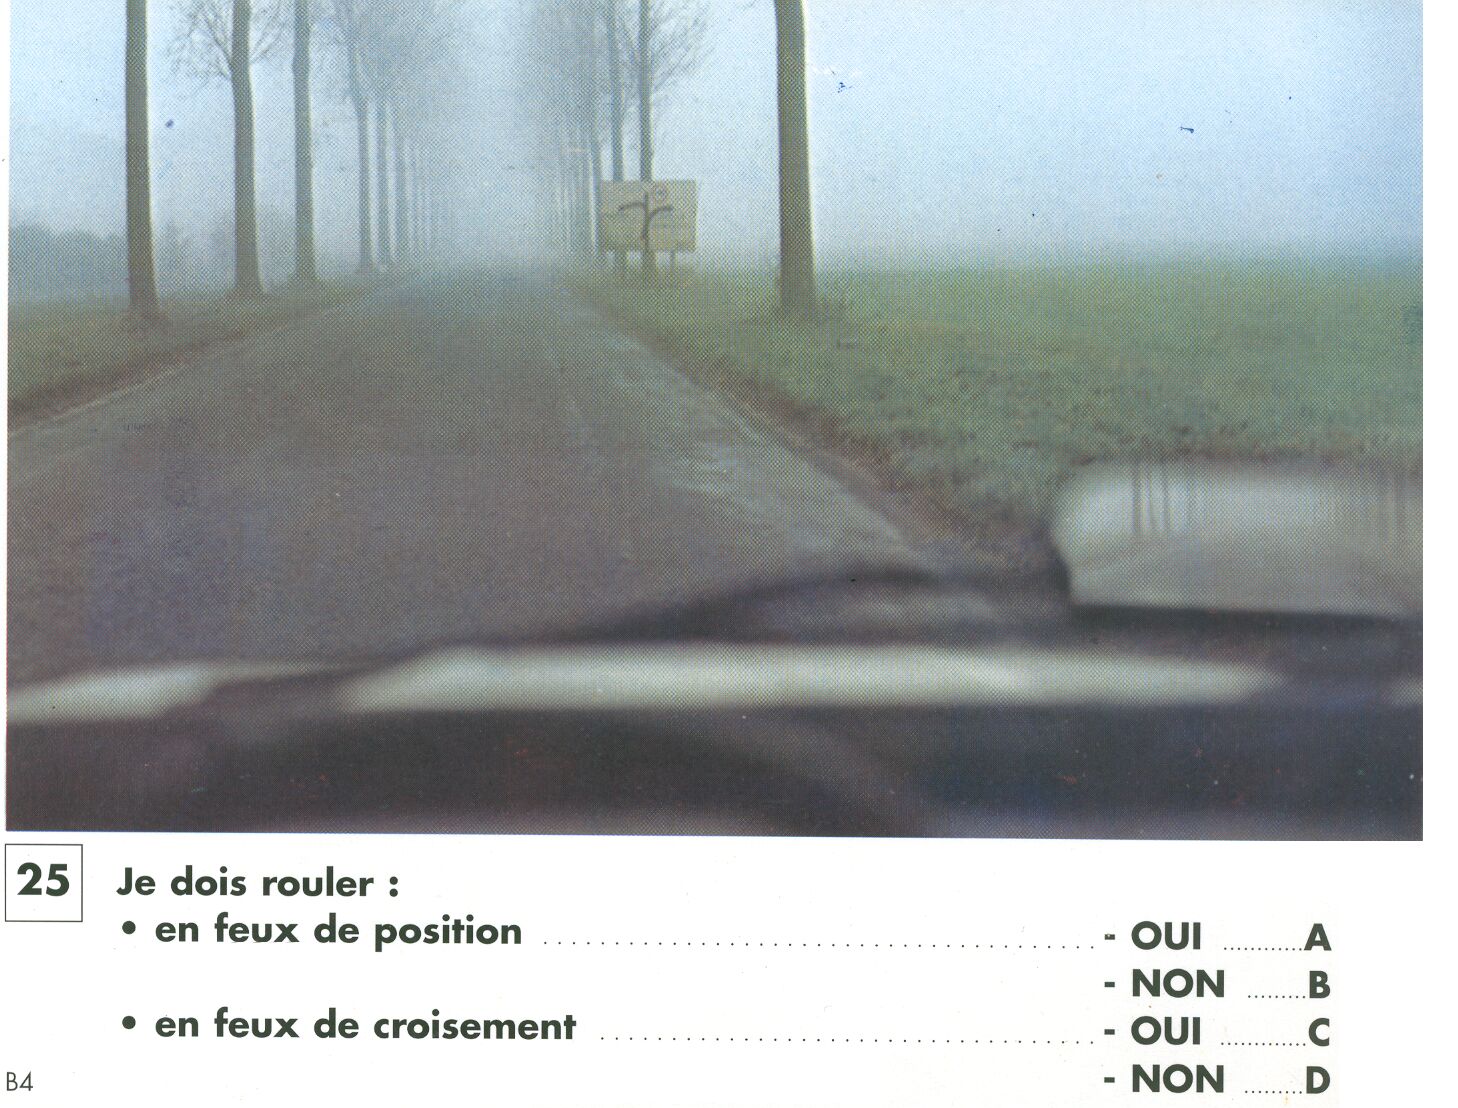 25 Je dois rouler :
• en feux de position ........................................ - OUI ............A
- NON .........B
• en feux de croisement .................................... - OUI ............C
- NON .........D
B4